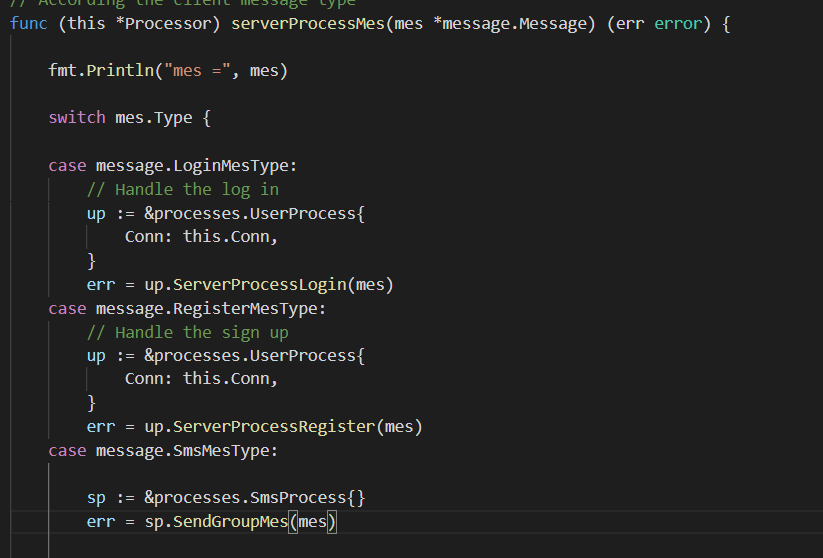 // According the client message type
func (this *Processor) serverProcessMes(mes *message.Message) (err error) {
fmt.Println("mes =", mes)
switch mes.Type {
case message.LoginMesType:
// Handle the log in
up := &processes.UserProcess{
Conn: this.Conn,
}
err = up.ServerProcessLogin(mes)
case message.RegisterMesType:
// Handle the sign up
up := &processes.UserProcess{
Conn: this.Conn,
}
err = up.ServerProcessRegister(mes)
case message.SmsMesType:
sp := &processes.SmsProcess{}
err = sp.SendGroupMes(mes)